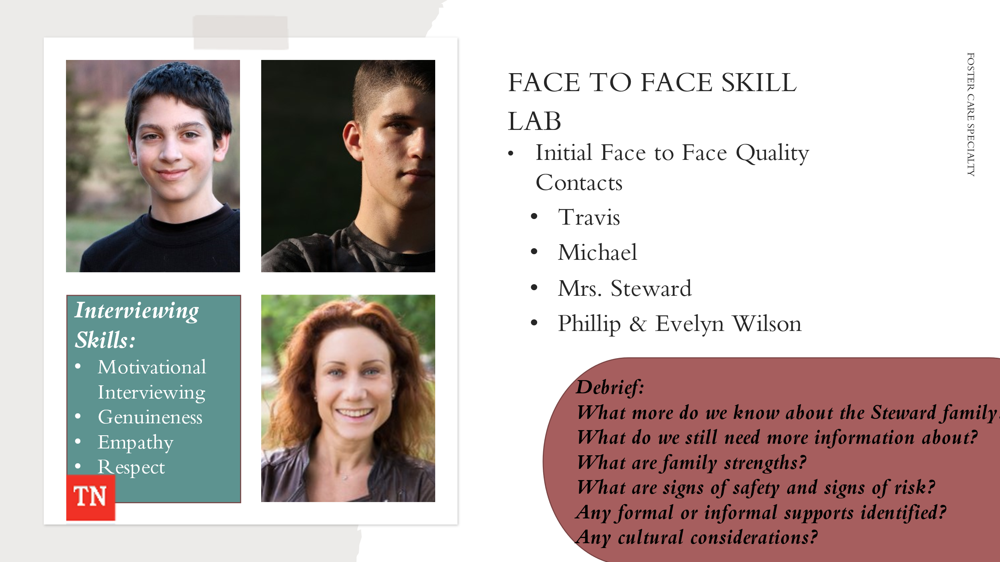 FACE TO FACE SKILL
LAB
• Initial Face to Face Quality
Contacts
• Travis
• Michael
• Mrs. Steward
• Phillip & Evelyn Wilson
FOSTER CARE SPECIALTY
Interviewing
Skills:
• Motivational
Interviewing
• Genuineness
• Empathy
• Respect
TN
Debrief:
What more do we know about the Steward family
What do we still need more information about?
What are family strengths?
What are signs of safety and signs of risk?
Any formal or informal supports identified?
Any cultural considerations?